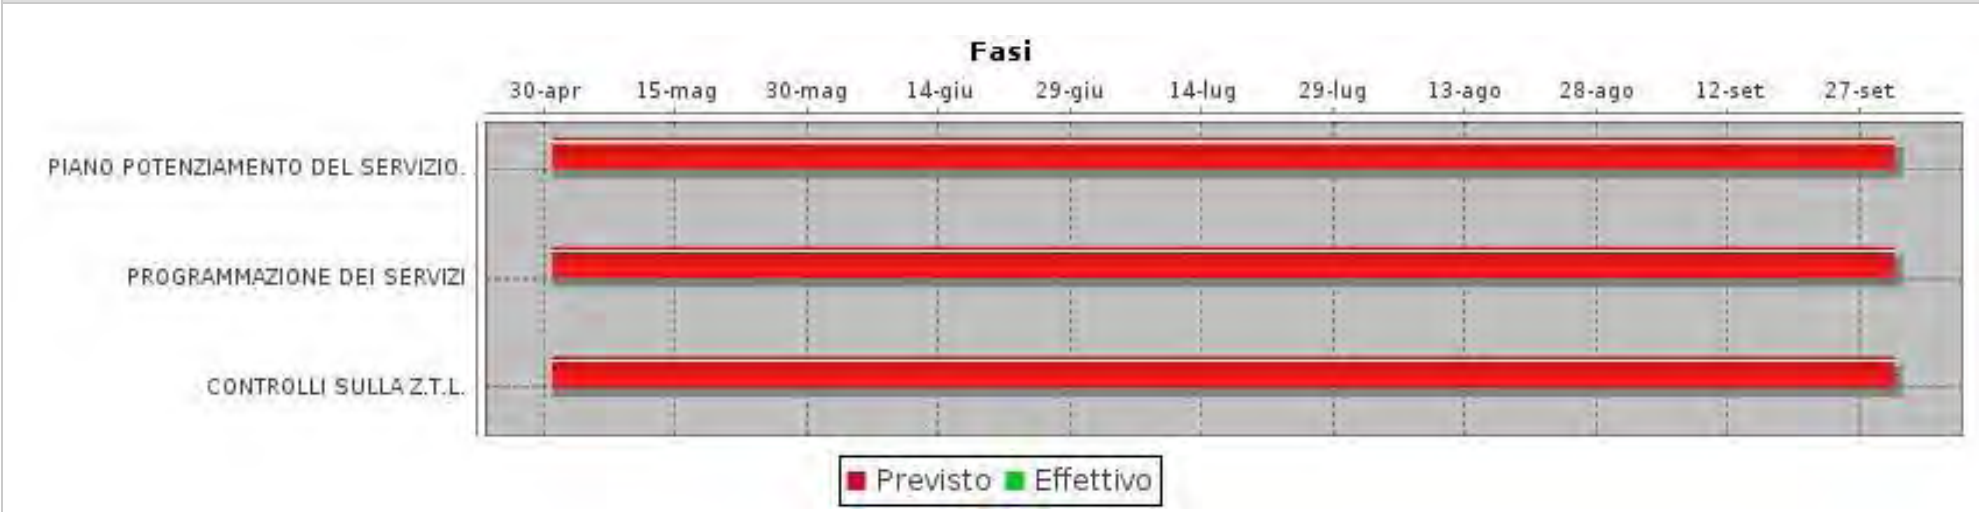 Fasi
30-apr 15-mag 30-mag 14-giu 29-giu 14-lug 29-lug 13-ago 28-ago 12-set 27-set
PIANO POTENZIAMENTO DEL SERVIZIO.
PROGRAMMAZIONE DEI SERVIZI
CONTROLLI SULLA Z.T.L.
Previsto Effettivo